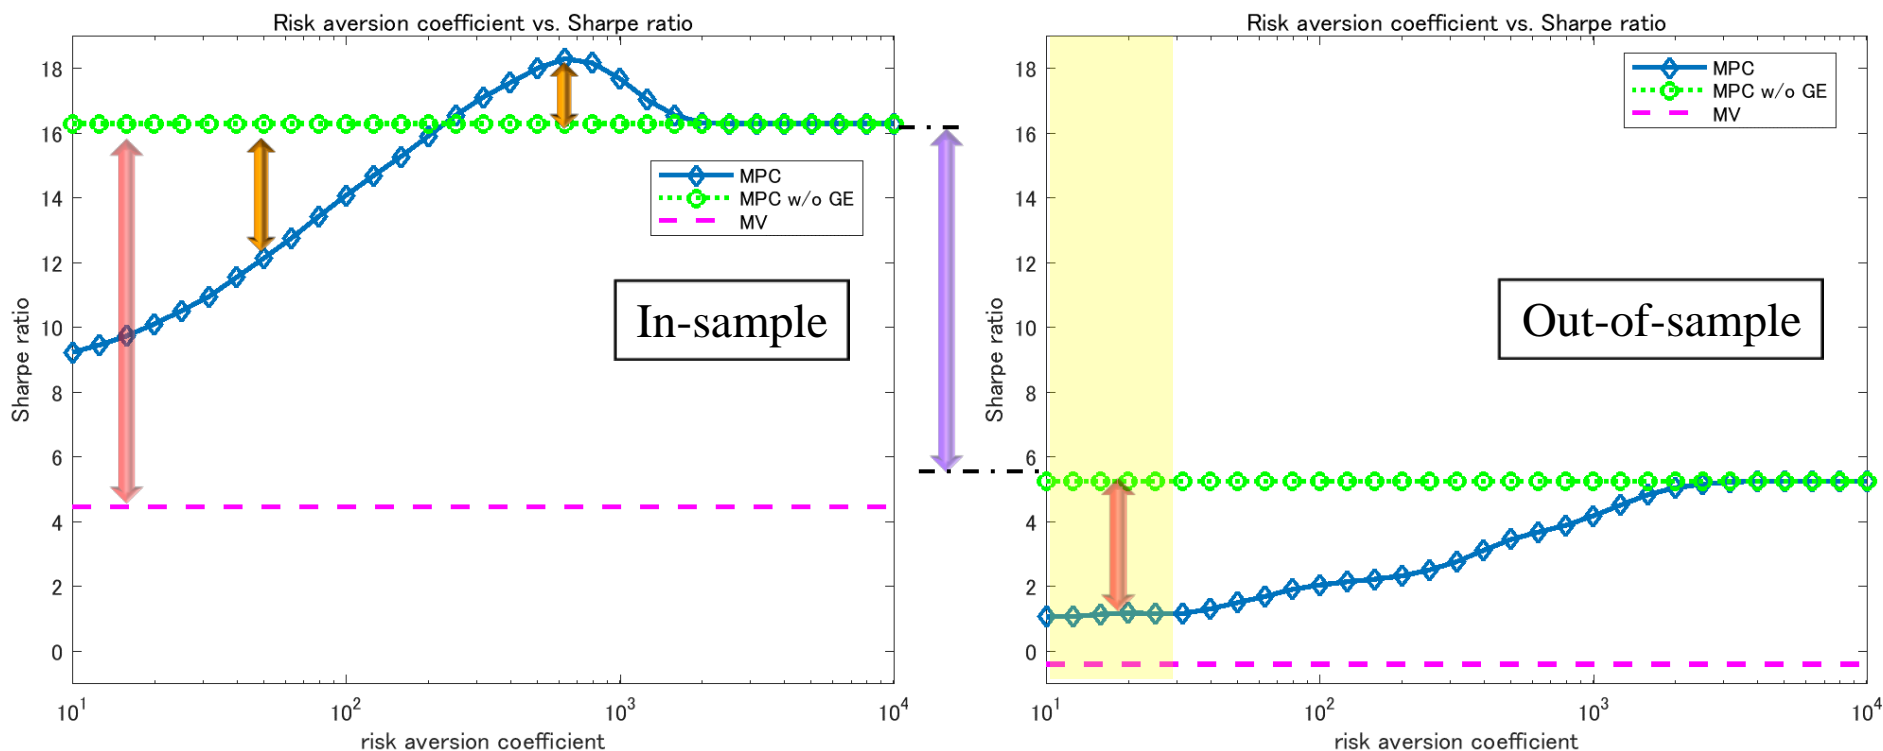 Risk aversion coefficient vs. Sharpe ratio
18
16
14
12
10
8
6
4
2
0
Sharpe ratio
10^1
10^2
10^3
10^4
risk aversion coefficient
MPC
MPC w/o GE
MV
In-sample
Risk aversion coefficient vs. Sharpe ratio
18
16
14
12
10
8
6
4
2
0
Sharpe ratio
10^1
10^2
10^3
10^4
risk aversion coefficient
MPC
MPC w/o GE
MV
Out-of-sample